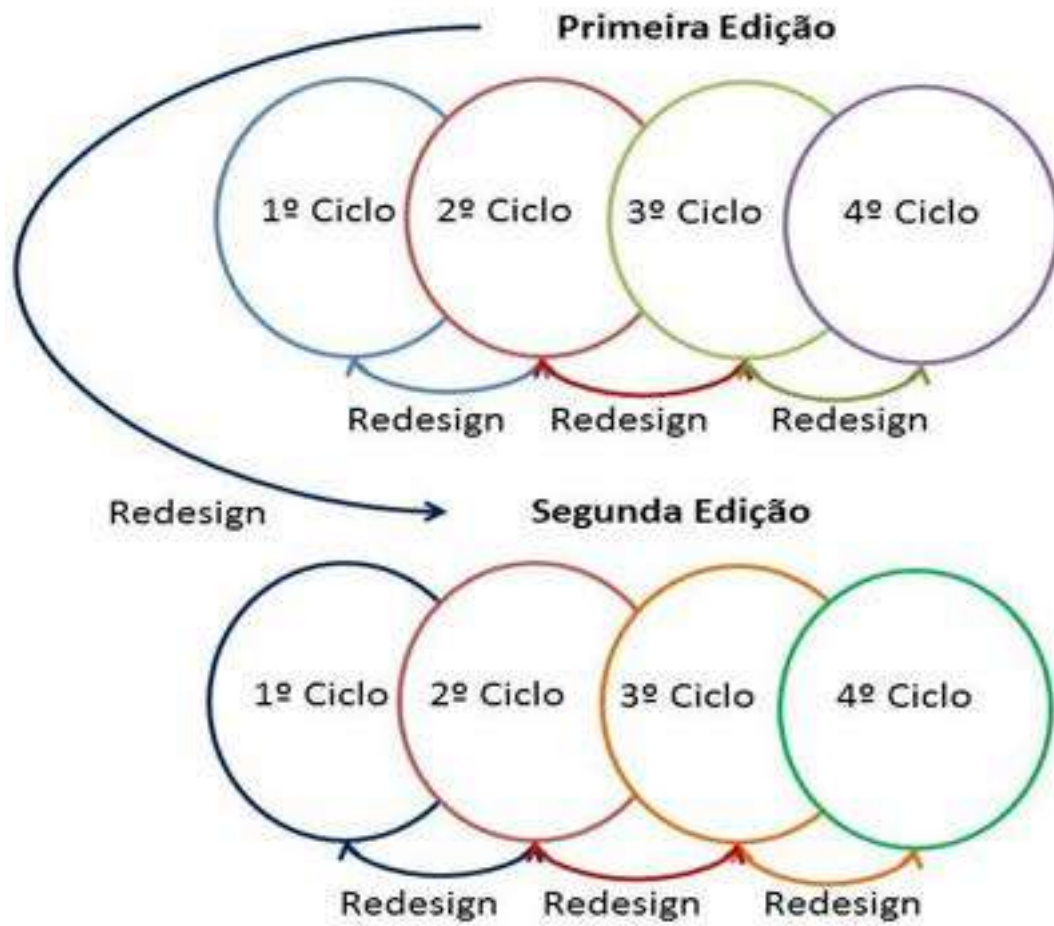 Primeira Edição
1º Ciclo 2º Ciclo 3º Ciclo 4º Ciclo
Redesign Redesign Redesign
Redesign
Segunda Edição
1º Ciclo 2º Ciclo 3º Ciclo 4º Ciclo
Redesign Redesign Redesign